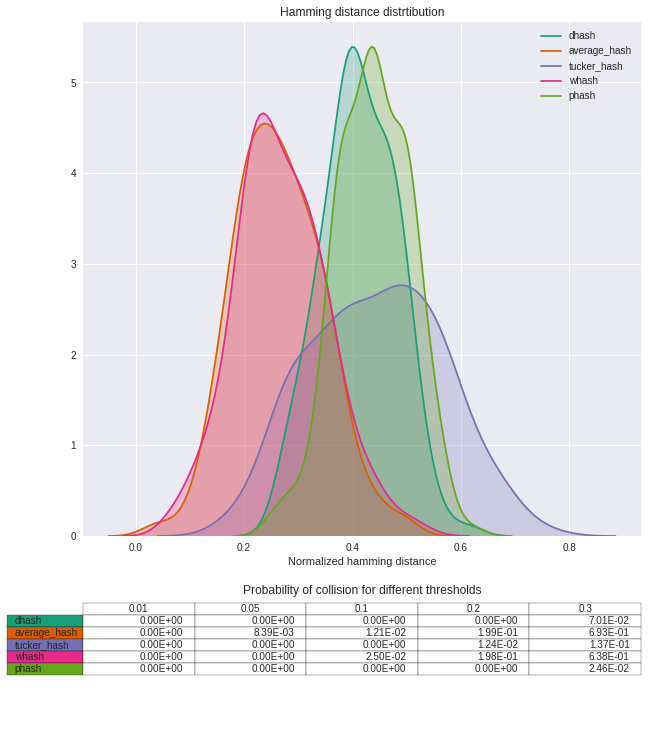 Hamming distance distrtibution
dhash
average_hash
tucker_hash
whash
phash
5
4
3
2
1
0
0.0 0.2 0.4 0.6 0.8
Normalized hamming distance
Probability of collision for different thresholds
0.01 0.05 0.1 0.2 0.3
dhash 0.00E+00 0.00E+00 0.00E+00 0.00E+00 7.01E-02
average_hash 0.00E+00 8.39E-03 1.21E-02 1.99E-01 6.93E-01
tucker_hash 0.00E+00 0.00E+00 0.00E+00 1.24E-02 1.37E-01
whash 0.00E+00 0.00E+00 2.50E-02 1.98E-01 6.38E-01
phash 0.00E+00 0.00E+00 0.00E+00 0.00E+00 2.46E-02